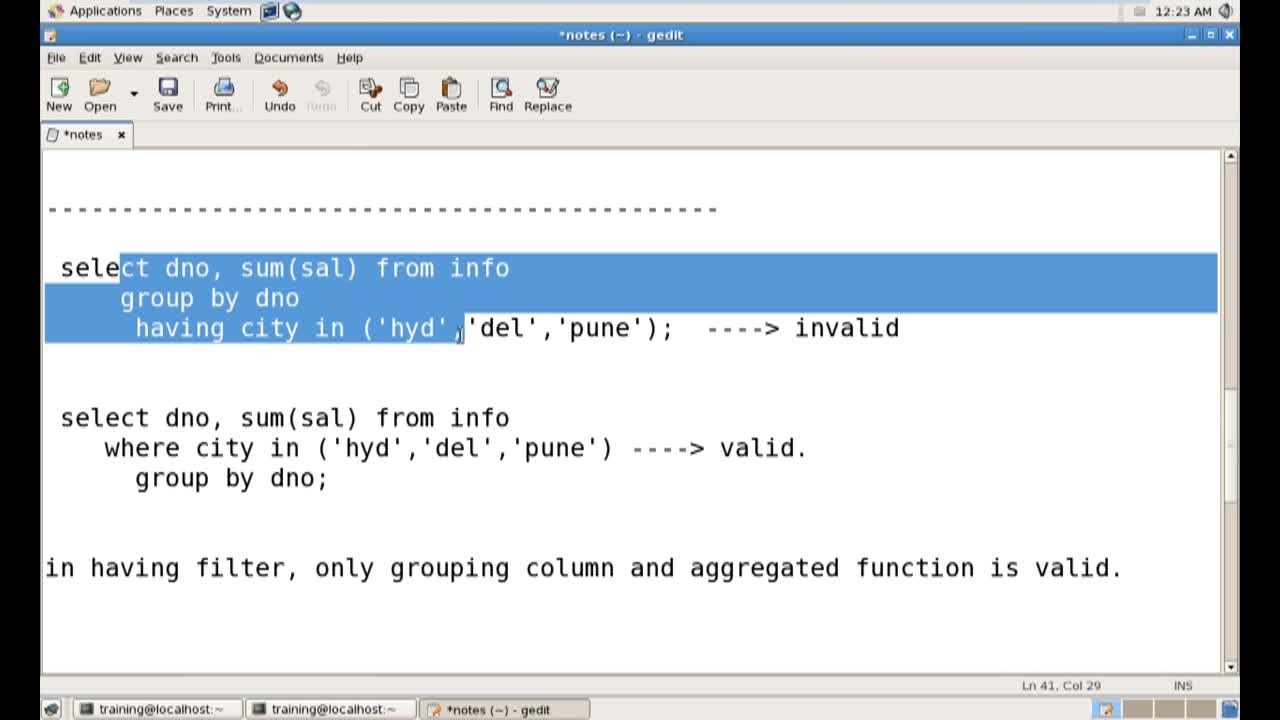 Applications Places System 12:23 AM
*notes (~) - gedit
File Edit View Search Tools Documents Help
New Open Save Print... Undo Redo Cut Copy Paste Find Replace
*notes
---------------------------------------------
select dno, sum(sal) from info
group by dno
having city in ('hyd','del','pune'); ----> invalid
select dno, sum(sal) from info
where city in ('hyd','del','pune') ----> valid.
group by dno;
in having filter, only grouping column and aggregated function is valid.
Ln 41, Col 29 INS
training@localhost:~ training@localhost:~ *notes (~) - gedit